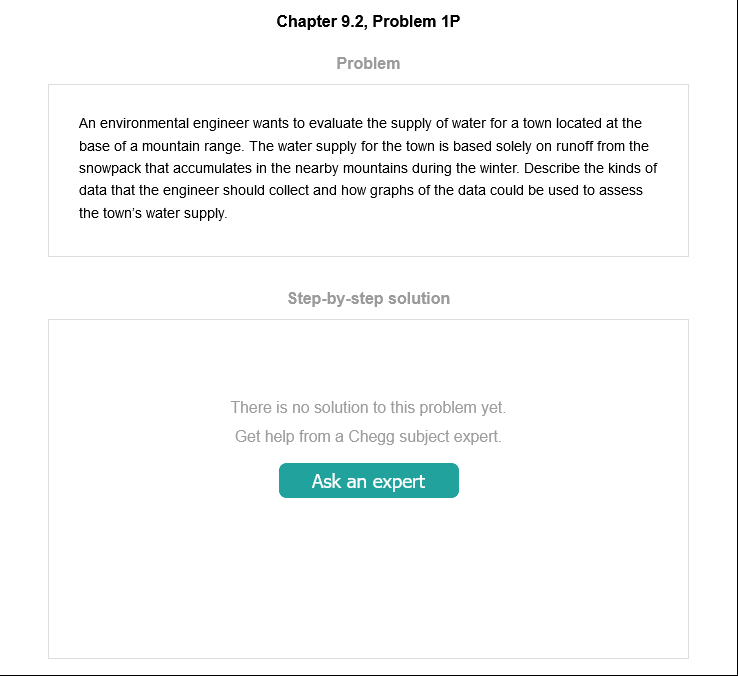 Chapter 9.2, Problem 1P
Problem
An environmental engineer wants to evaluate the supply of water for a town located at the
base of a mountain range. The water supply for the town is based solely on runoff from the
snowpack that accumulates in the nearby mountains during the winter. Describe the kinds of
data that the engineer should collect and how graphs of the data could be used to assess
the town’s water supply.
Step-by-step solution
There is no solution to this problem yet.
Get help from a Chegg subject expert.
Ask an expert